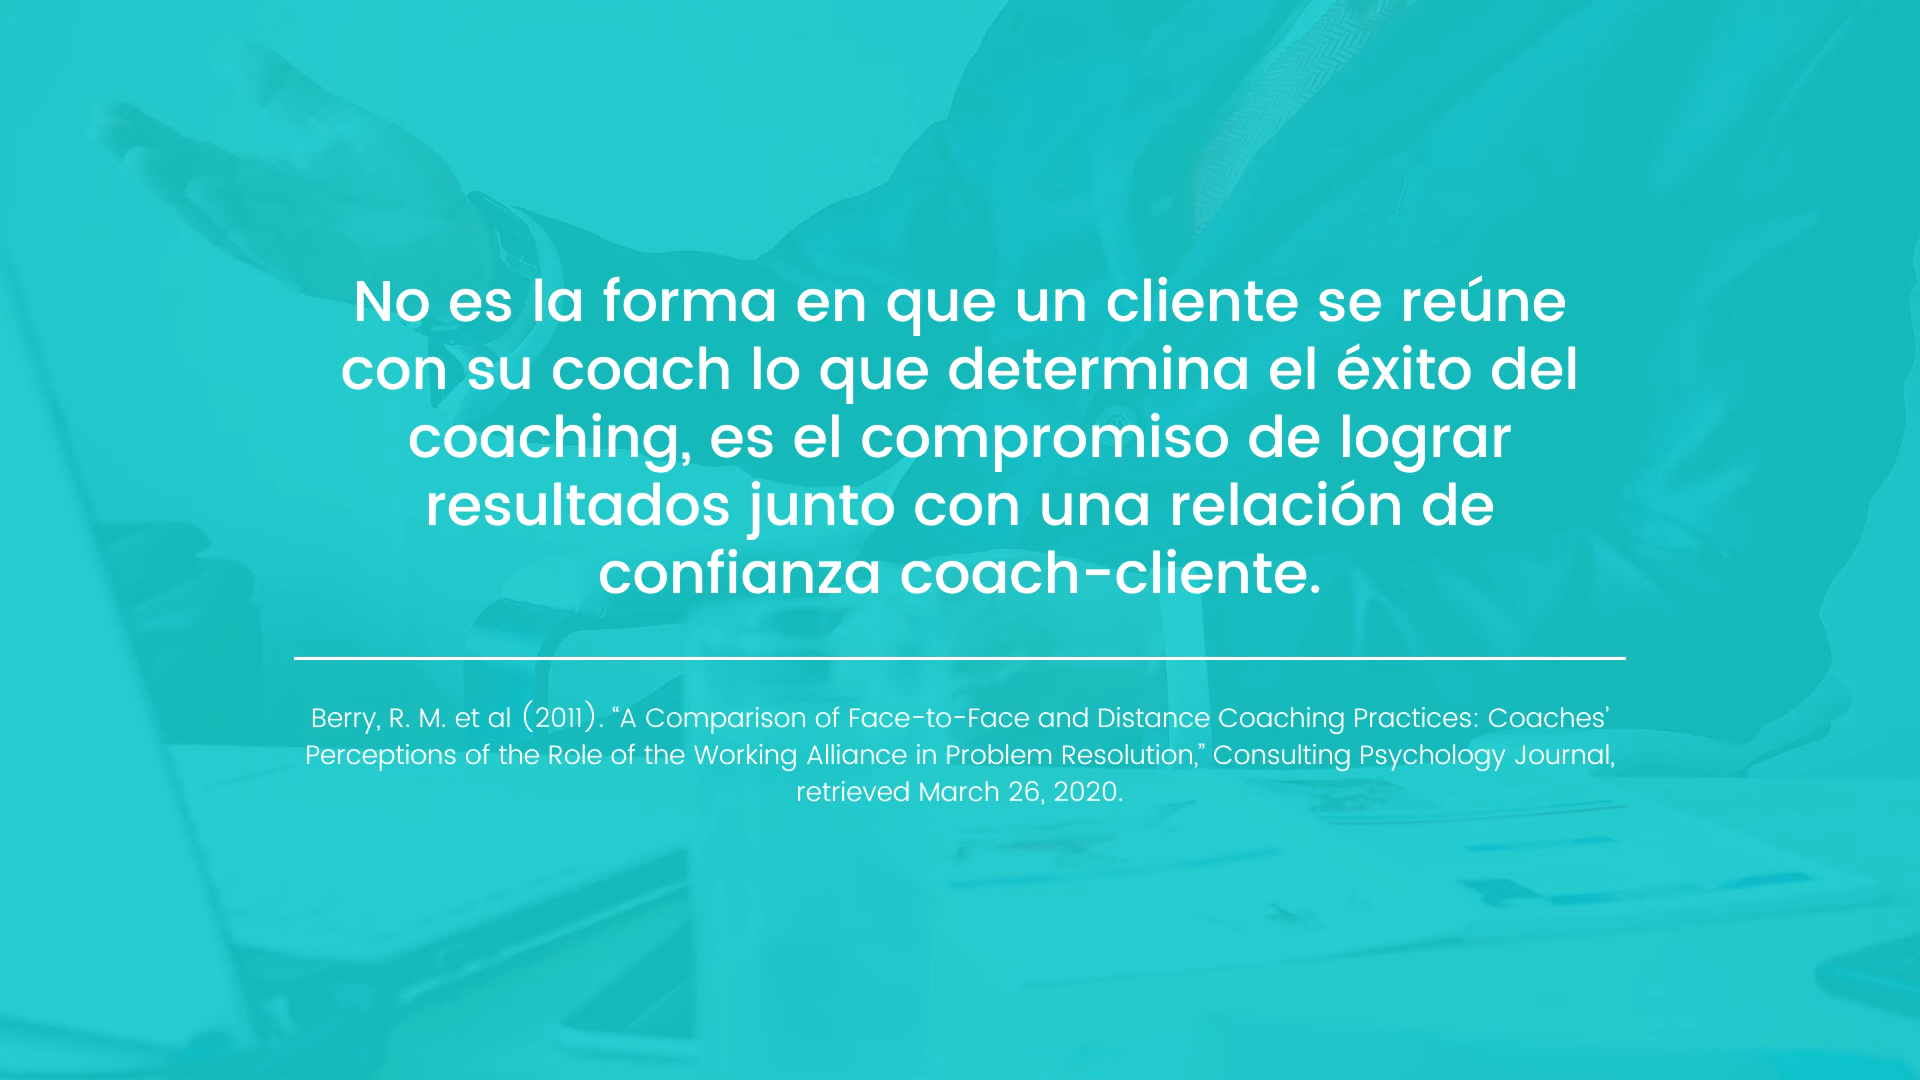 No es la forma en que un cliente se reúne
con su coach lo que determina el éxito del
coaching, es el compromiso de lograr
resultados junto con una relación de
confianza coach-cliente.
Berry, R. M. et al (2011). “A Comparison of Face-to-Face and Distance Coaching Practices: Coaches’
Perceptions of the Role of the Working Alliance in Problem Resolution,” Consulting Psychology Journal,
retrieved March 26, 2020.